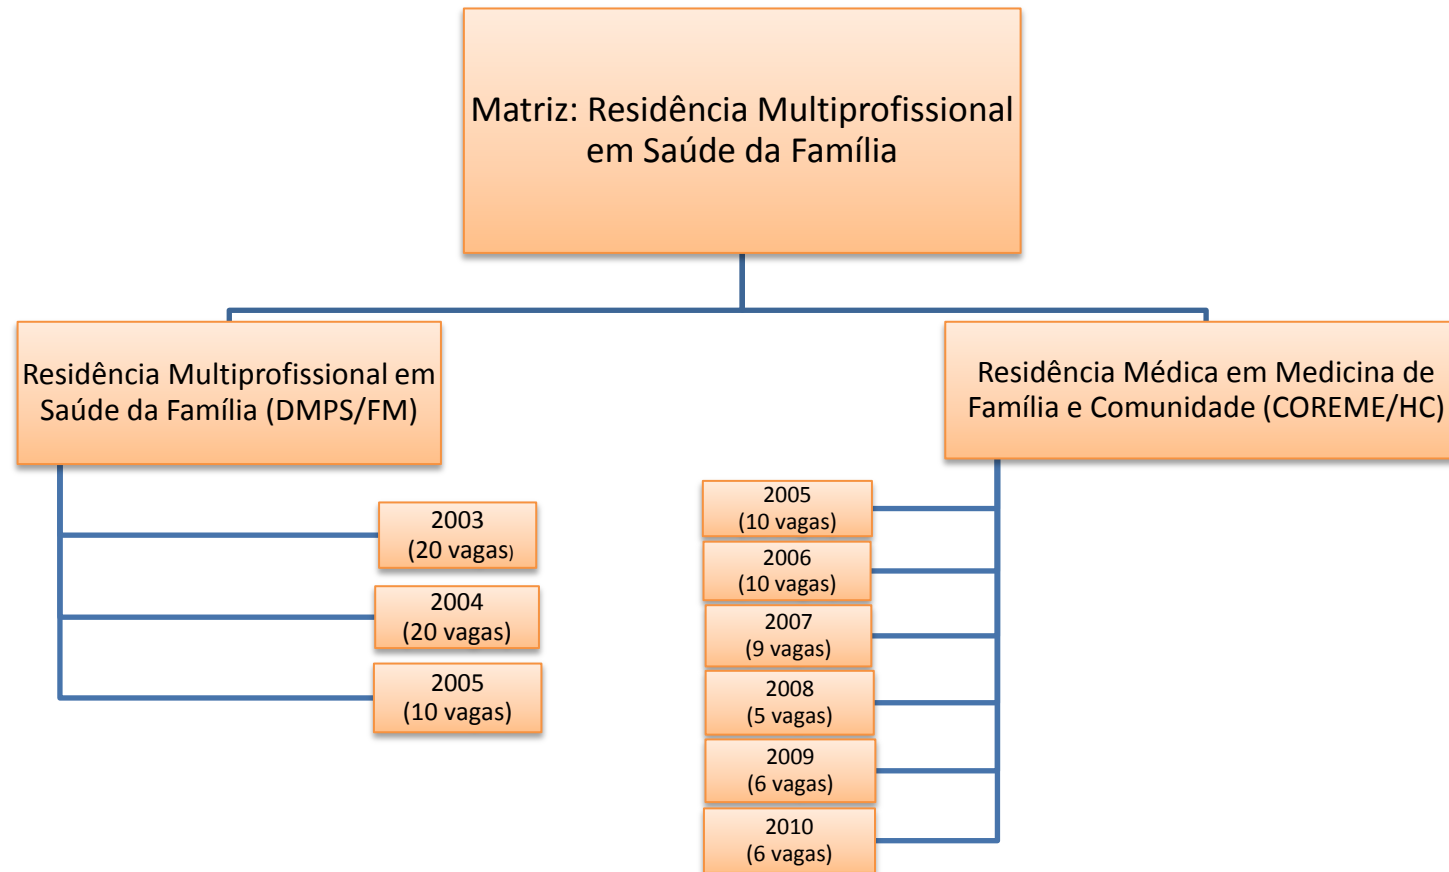 Matriz: Residência Multiprofissional
em Saúde da Família
Residência Multiprofissional em
Saúde da Família (DMPS/FM)
2003
(20 vagas)
2004
(20 vagas)
2005
(10 vagas)
Residência Médica em Medicina de
Família e Comunidade (COREME/HC)
2005
(10 vagas)
2006
(10 vagas)
2007
(9 vagas)
2008
(5 vagas)
2009
(6 vagas)
2010
(6 vagas)